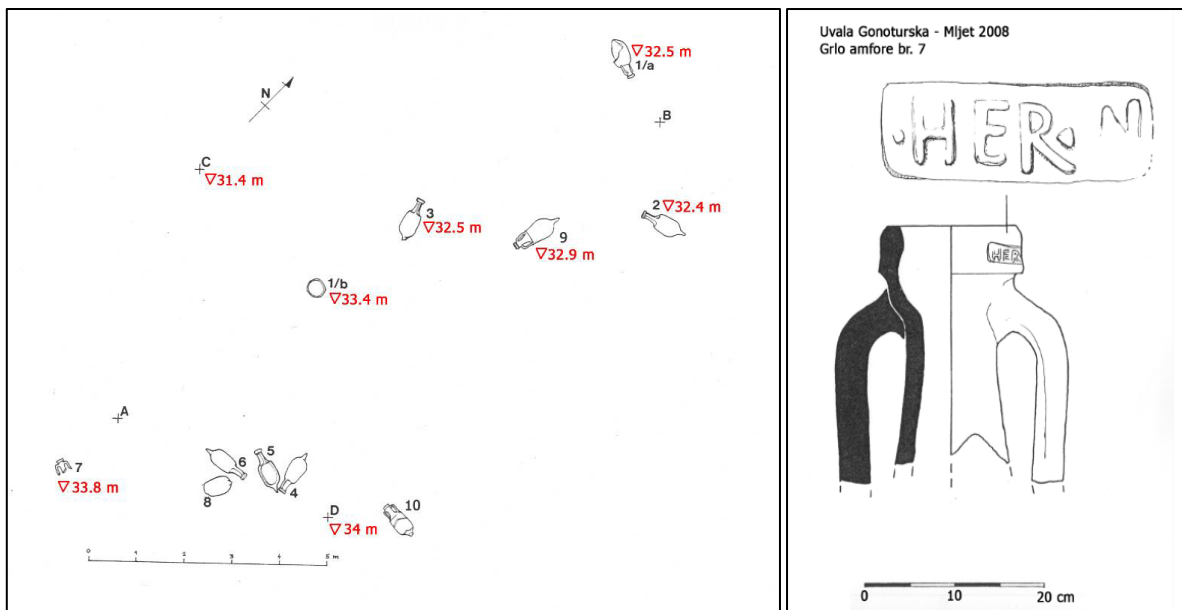 N
▽32.5 m
1/a
B
C
▽31.4 m
3
▽32.5 m
9
▽32.9 m
2
▽32.4 m
1/b
▽33.4 m
A
7
▽33.8 m
6
5
8
4
D
▽34 m
10
0 1 2 3 4 5 m
Uvala Gonoturska - Mljet 2008
Grlo amfore br. 7
·HER· M
HER
0 10 20 cm